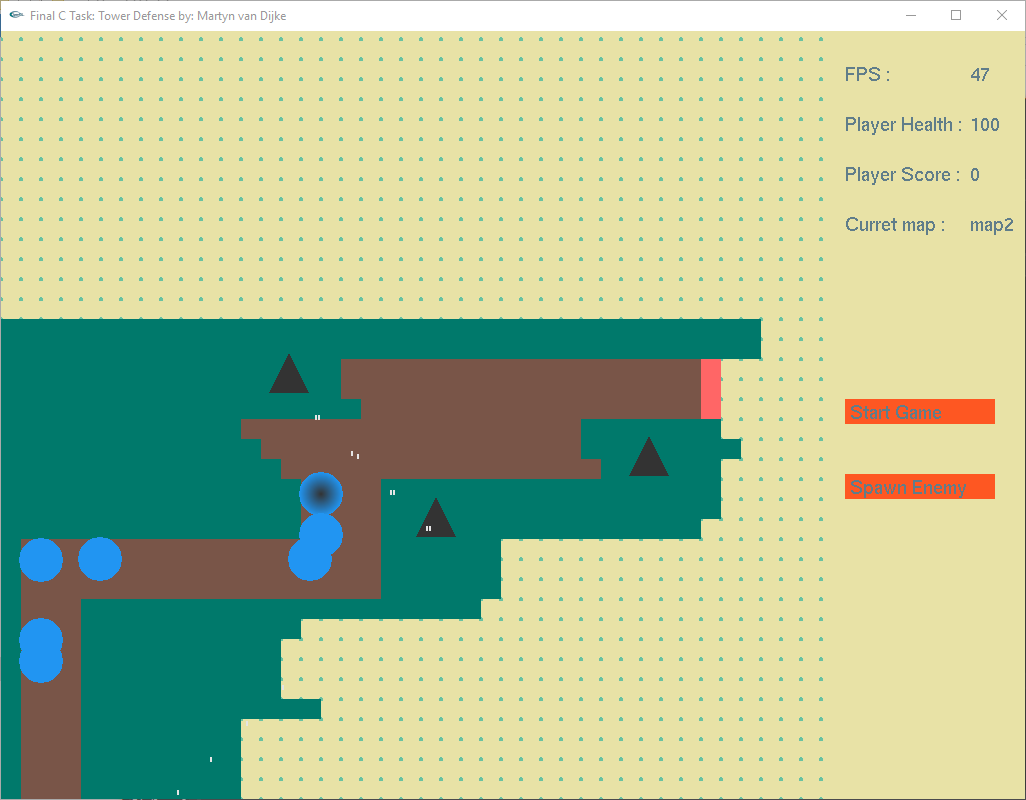 Final C Task: Tower Defense by: Martyn van Dijke
FPS : 47
Player Health : 100
Player Score : 0
Curret map : map2
Start Game
Spawn Enemy